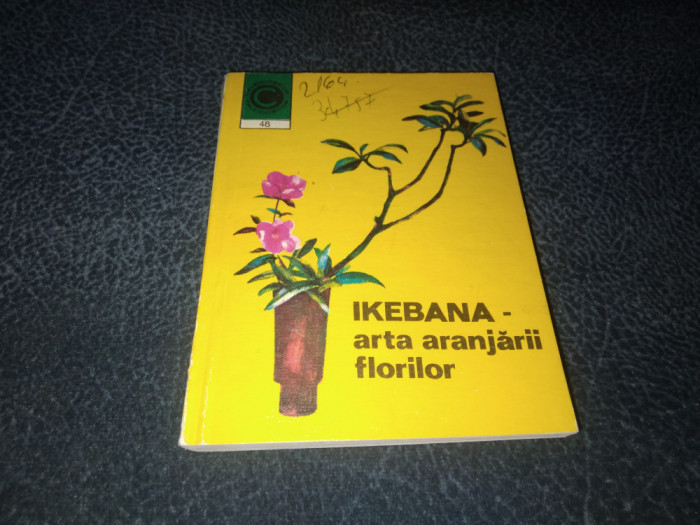 2164
34757
48
IKEBANA -
arta aranjării
florilor